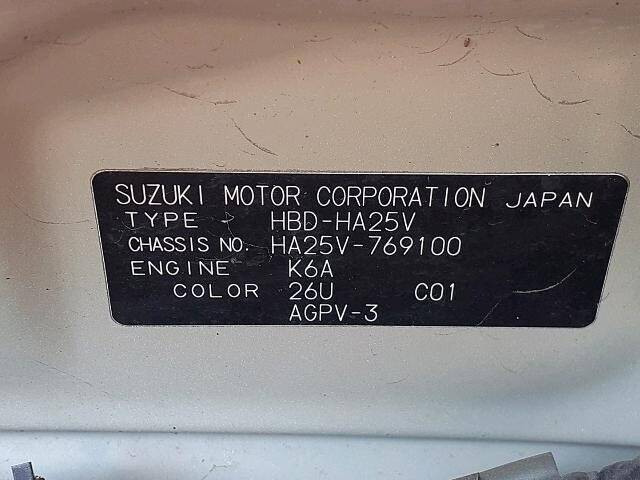 SUZUKI MOTOR CORPORATION JAPAN
TYPE HBD-HA25V
CHASSIS NO. HA25V-769100
ENGINE K6A
COLOR 26U C01
AGPV-3